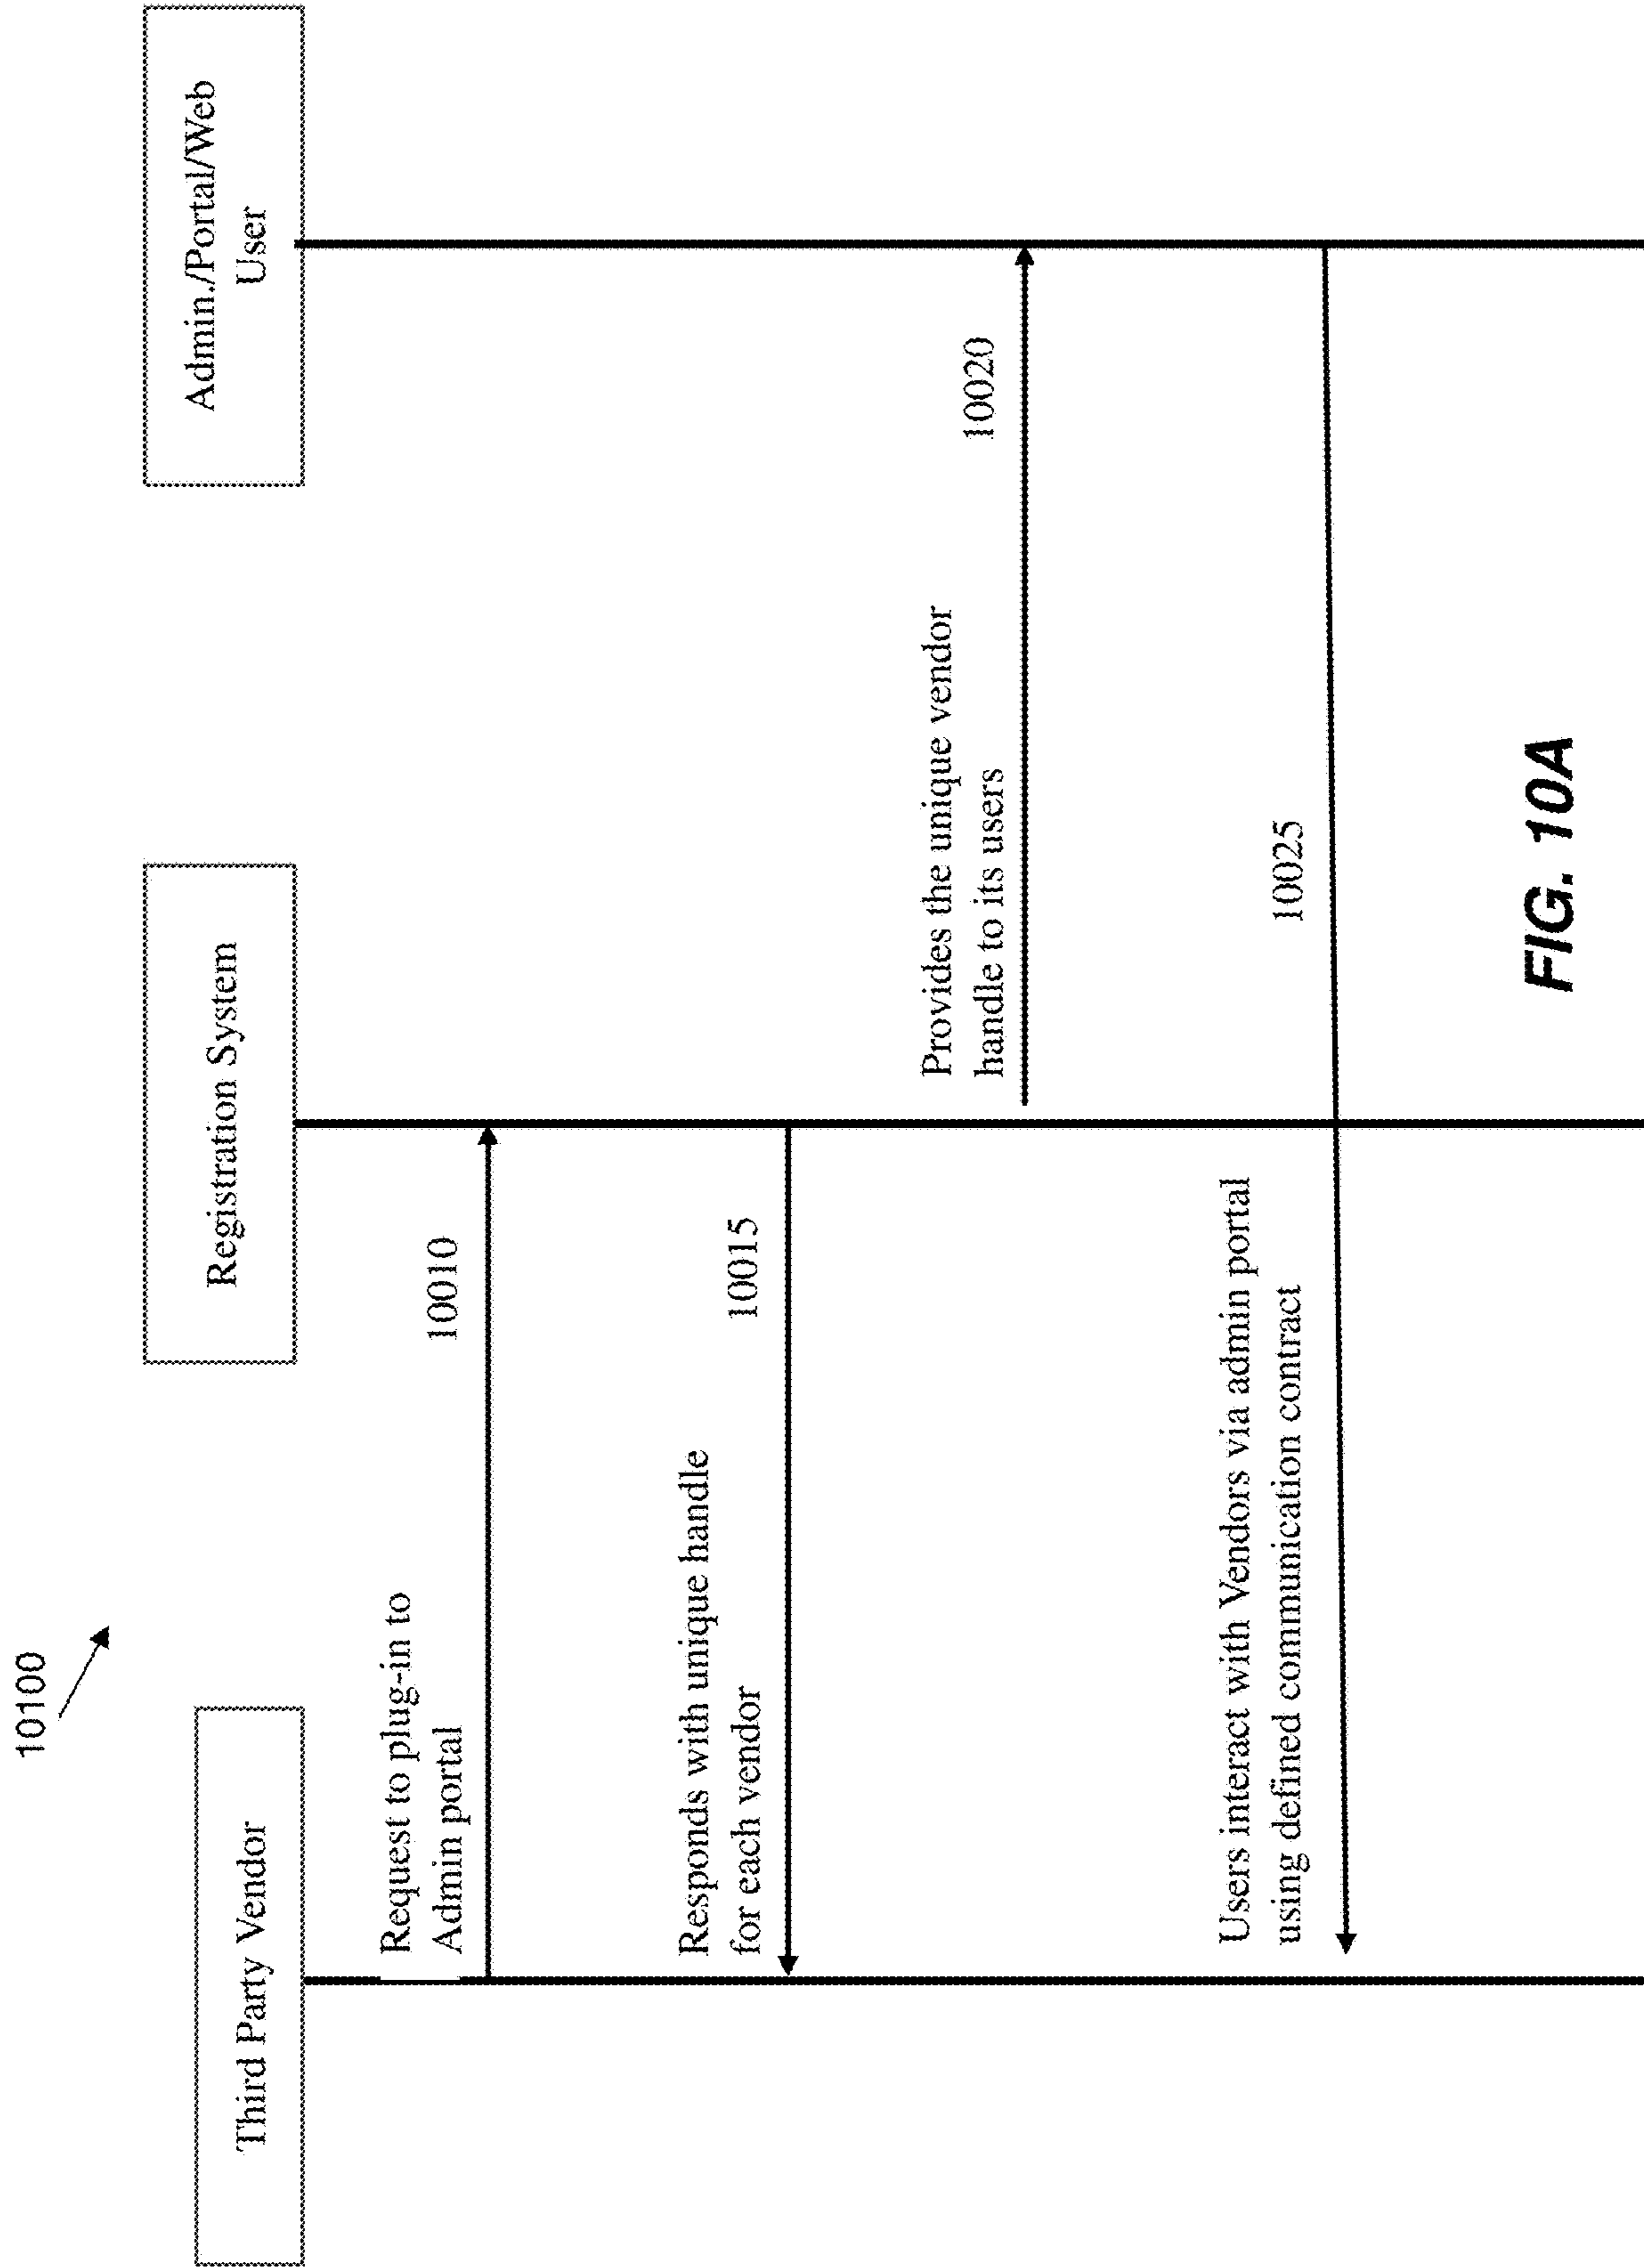 10100
Third Party Vendor
Registration System
Admin./Portal/Web
User
Request to plug-in to
Admin portal
10010
Responds with unique handle
for each vendor
10015
Provides the unique vendor
handle to its users
10020
Users interact with Vendors via admin portal
using defined communication contract
10025
FIG. 10A